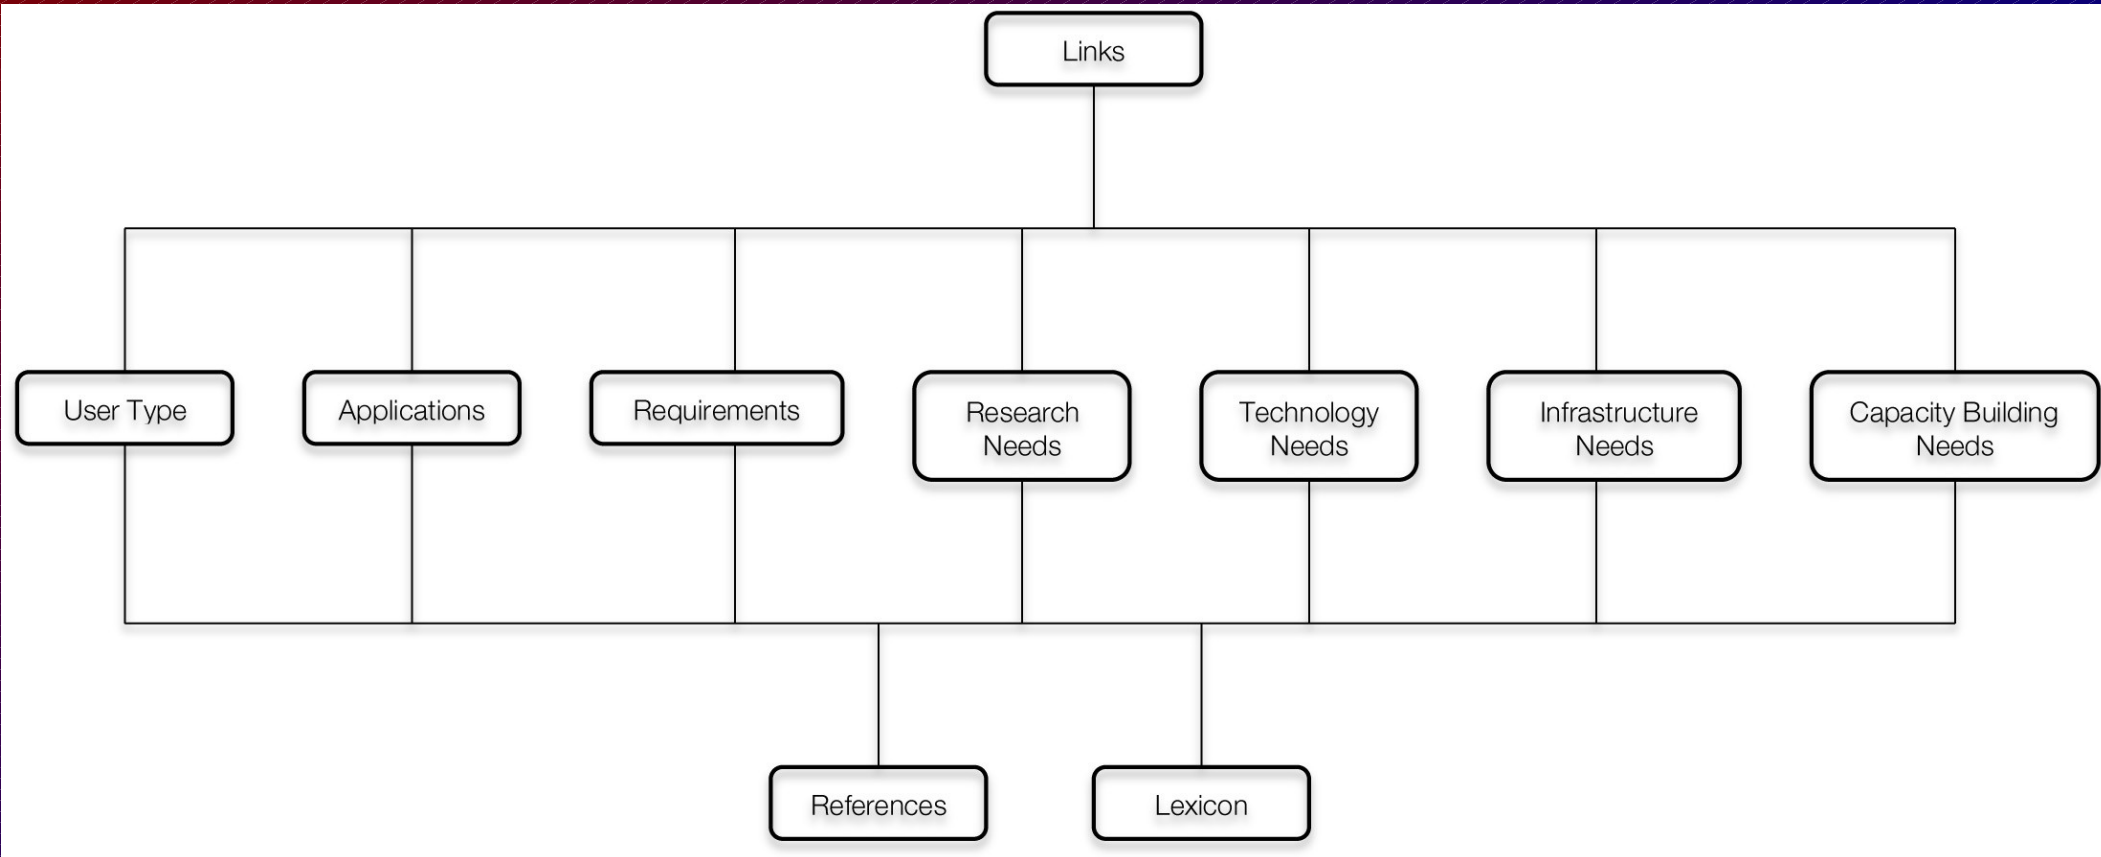 Links
User Type
Applications
Requirements
Research
Needs
Technology
Needs
Infrastructure
Needs
Capacity Building
Needs
References
Lexicon